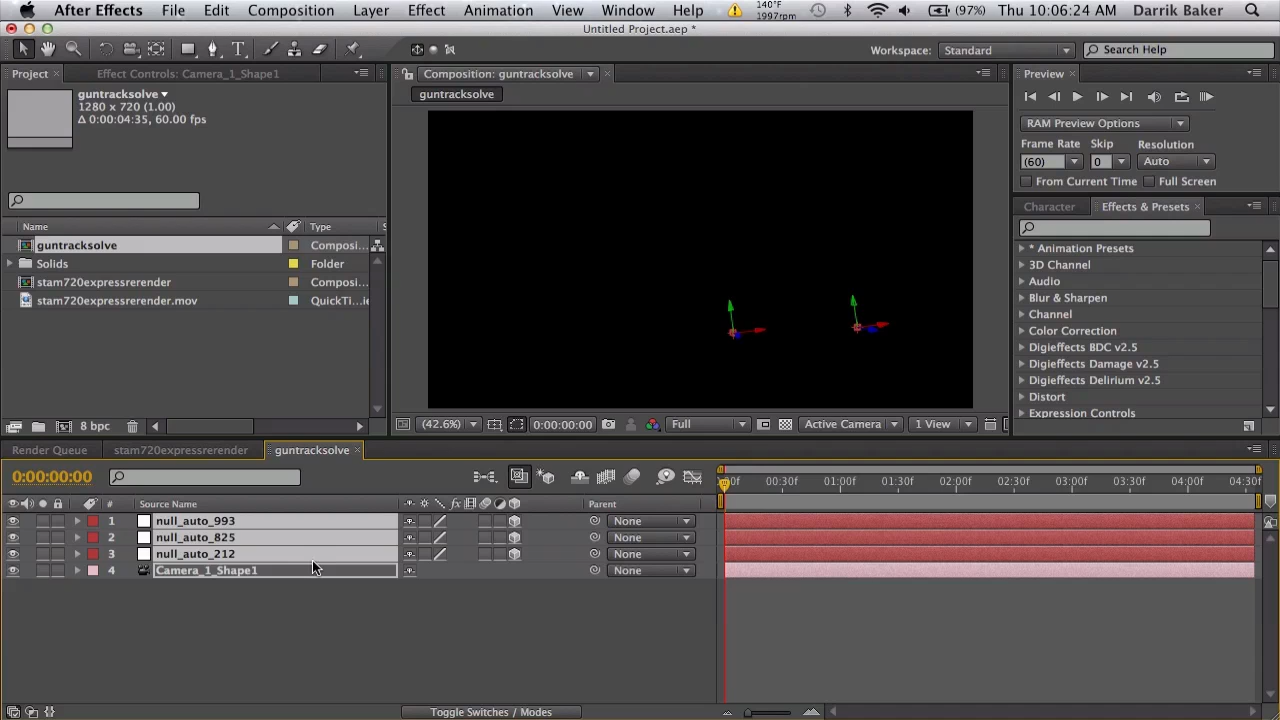 After Effects File Edit Composition Layer Effect Animation View Window Help 140°F 1997rpm (97%) Thu 10:06:24 AM Darrik Baker
Untitled Project.aep *
T Workspace: Standard Search Help
Project Effect Controls: Camera_1_Shape1
guntracksolve
1280 x 720 (1.00)
Δ 0:00:04:35, 60.00 fps
Name Type S
guntracksolve Composi...
Solids Folder
stam720expressrerender Composi...
stam720expressrerender.mov QuickTi...ie
8 bpc
Composition: guntracksolve
guntracksolve
(42.6%) 0:00:00:00 Full Active Camera 1 View
Preview
RAM Preview Options
Frame Rate Skip Resolution
(60) 0 Auto
From Current Time Full Screen
Character Effects & Presets
* Animation Presets
3D Channel
Audio
Blur & Sharpen
Channel
Color Correction
Digieffects BDC v2.5
Digieffects Damage v2.5
Digieffects Delirium v2.5
Distort
Expression Controls
Render Queue stam720expressrerender guntracksolve
0:00:00:00
# Source Name fx Parent
00f 00:30f 01:00f 01:30f 02:00f 02:30f 03:00f 03:30f 04:00f 04:30f
1 null_auto_993 None
2 null_auto_825 None
3 null_auto_212 None
4 Camera_1_Shape1 None
Toggle Switches / Modes